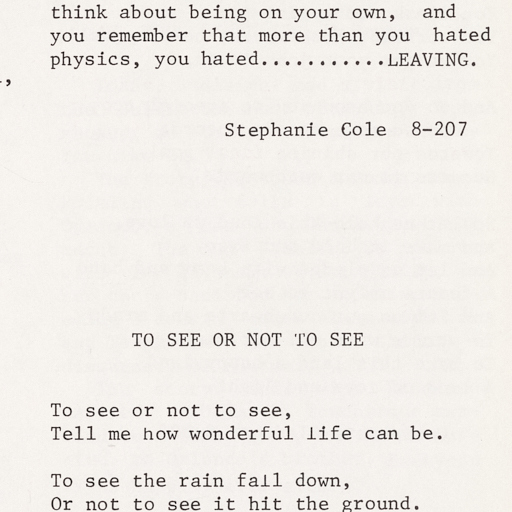 think about being on your own, and
you remember that more than you hated
physics, you hated...........LEAVING.
Stephanie Cole 8-207
TO SEE OR NOT TO SEE
To see or not to see,
Tell me how wonderful life can be.
To see the rain fall down,
Or not to see it hit the ground.